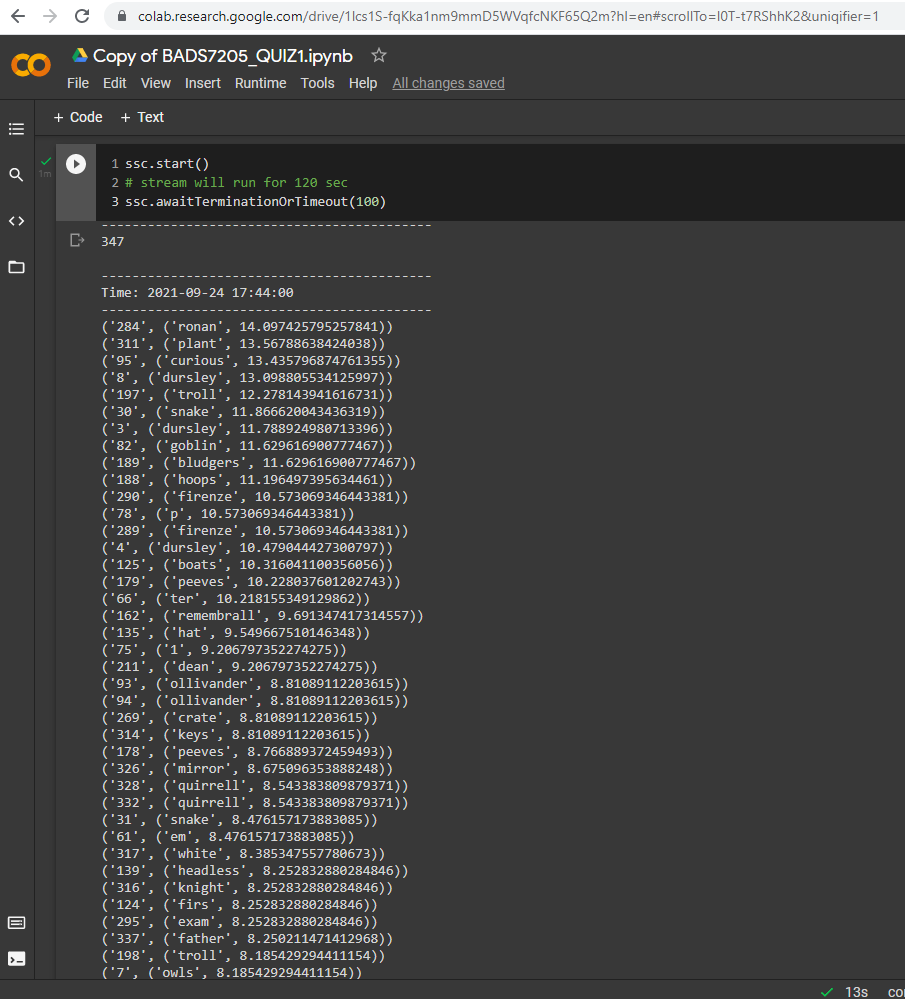 colab.research.google.com/drive/1Ics1S-fqKka1nm9mmD5WVqfcNKF65Q2m?hl=en#scrollTo=I0T-t7RShhK2&uniqifier=1
Copy of BADS7205_QUIZ1.ipynb
File Edit View Insert Runtime Tools Help All changes saved
+ Code + Text
1 ssc.start()
1m
2 # stream will run for 120 sec
3 ssc.awaitTerminationOrTimeout(100)
-------------------------------------------
347
-------------------------------------------
Time: 2021-09-24 17:44:00
-------------------------------------------
('284', ('ronan', 14.097425795257841))
('311', ('plant', 13.56788638424038))
('95', ('curious', 13.435796874761355))
('8', ('dursley', 13.098805534125997))
('197', ('troll', 12.278143941616731))
('30', ('snake', 11.866620043436319))
('3', ('dursley', 11.788924980713396))
('82', ('goblin', 11.629616900777467))
('189', ('bludgers', 11.629616900777467))
('188', ('hoops', 11.196497395634461))
('290', ('firenze', 10.573069346443381))
('78', ('p', 10.573069346443381))
('289', ('firenze', 10.573069346443381))
('4', ('dursley', 10.479044427300797))
('125', ('boats', 10.316041100356056))
('179', ('peeves', 10.228037601202743))
('66', ('ter', 10.218155349129862))
('162', ('remembrall', 9.691347417314557))
('135', ('hat', 9.549667510146348))
('75', ('1', 9.206797352274275))
('211', ('dean', 9.206797352274275))
('93', ('ollivander', 8.81089112203615))
('94', ('ollivander', 8.81089112203615))
('269', ('crate', 8.81089112203615))
('314', ('keys', 8.81089112203615))
('178', ('peeves', 8.766889372459493))
('326', ('mirror', 8.675096353888248))
('328', ('quirrell', 8.543383809879371))
('332', ('quirrell', 8.543383809879371))
('31', ('snake', 8.476157173883085))
('61', ('em', 8.476157173883085))
('317', ('white', 8.385347557780673))
('139', ('headless', 8.252832880284846))
('316', ('knight', 8.252832880284846))
('124', ('firs', 8.252832880284846))
('295', ('exam', 8.252832880284846))
('337', ('father', 8.250211471412968))
('198', ('troll', 8.185429294411154))
('7', ('owls', 8.185429294411154))
13s